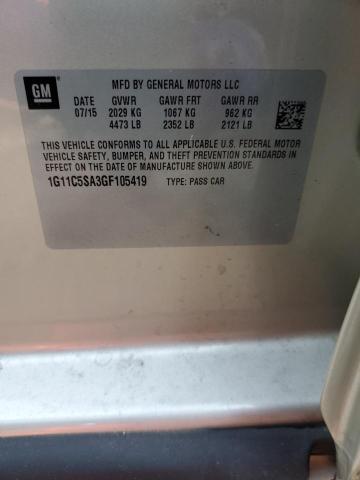 GM
MFD BY GENERAL MOTORS LLC
DATE GVWR GAWR FRT GAWR RR
07/15 2029 KG 1067 KG 962 KG
4473 LB 2352 LB 2121 LB
THIS VEHICLE CONFORMS TO ALL APPLICABLE U.S. FEDERAL MOTOR
VEHICLE SAFETY, BUMPER, AND THEFT PREVENTION STANDARDS IN
EFFECT ON THE DATE OF MANUFACTURE SHOWN ABOVE.
1G11C5SA3GF105419 TYPE: PASS CAR